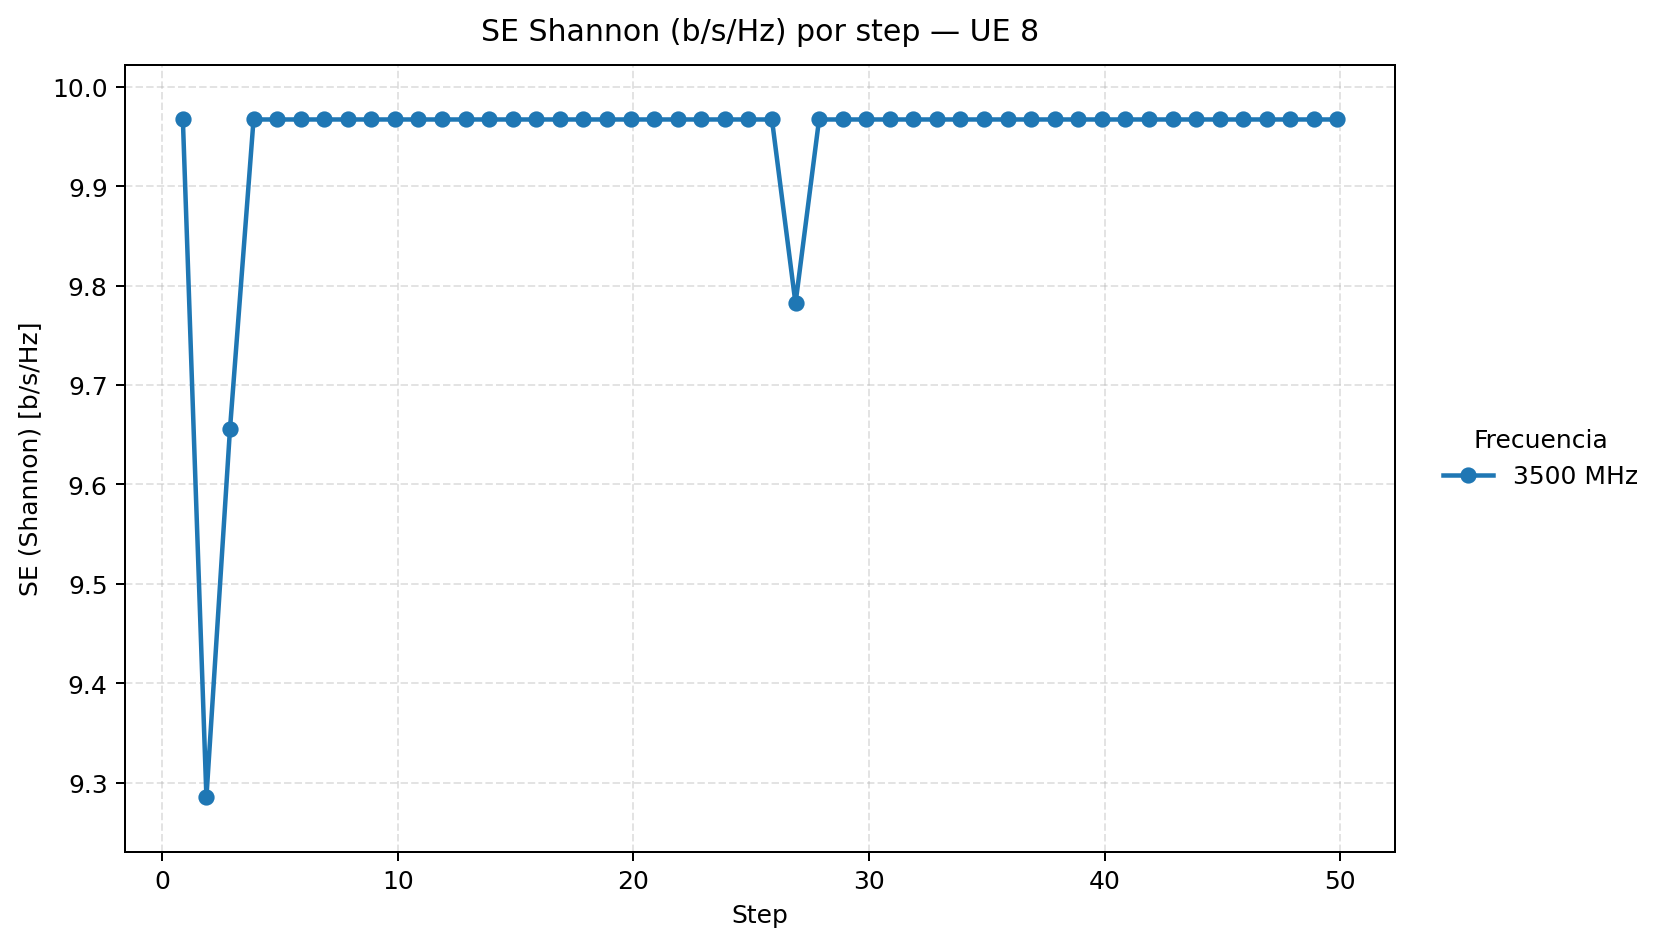 SE Shannon (b/s/Hz) por step — UE 8
10.0
9.9
9.8
9.7
9.6
9.5
9.4
9.3
SE (Shannon) [b/s/Hz]
0 10 20 30 40 50
Step
Frecuencia
3500 MHz